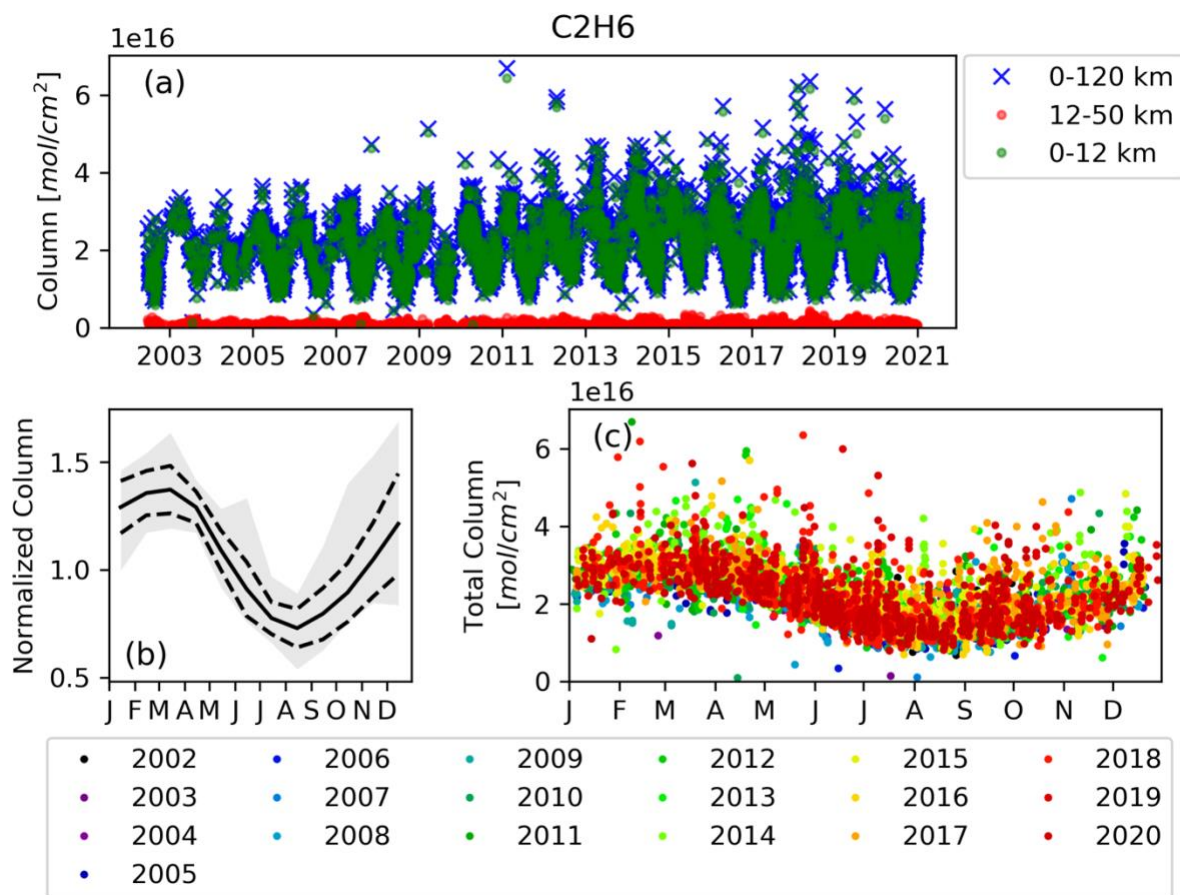 C2H6
1e16
(a)
Column [mol/cm²]
6
4
2
0
2003 2005 2007 2009 2011 2013 2015 2017 2019 2021
0-120 km
12-50 km
0-12 km
Normalized Column
1.5
1.0
0.5
(b)
J F M A M J J A S O N D
1e16
(c)
Total Column
[mol/cm²]
6
4
2
0
J F M A M J J A S O N D
2002 2006 2009 2012 2015 2018
2003 2007 2010 2013 2016 2019
2004 2008 2011 2014 2017 2020
2005